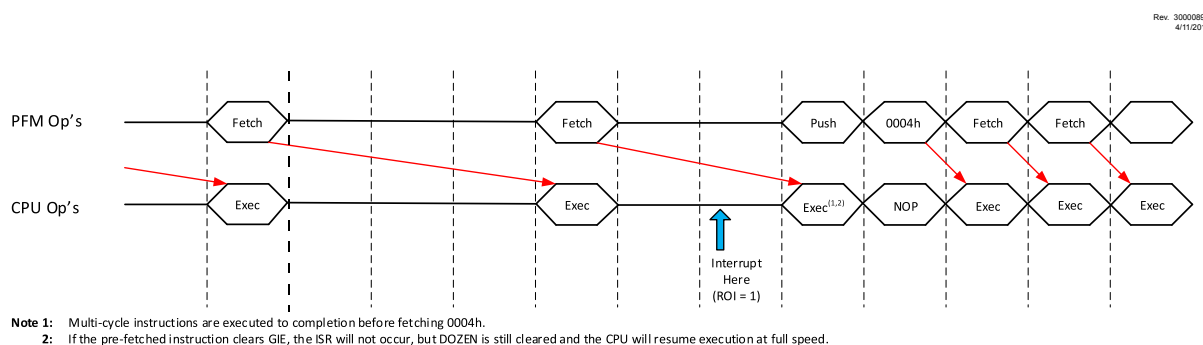 Rev. 3000089
4/11/201
PFM Op's
Fetch
Fetch
Push
0004h
Fetch
Fetch
CPU Op's
Exec
Exec
Exec(1,2)
NOP
Exec
Exec
Exec
Interrupt
Here
(ROI = 1)
Note 1: Multi-cycle instructions are executed to completion before fetching 0004h.
2: If the pre-fetched instruction clears GIE, the ISR will not occur, but DOZEN is still cleared and the CPU will resume execution at full speed.